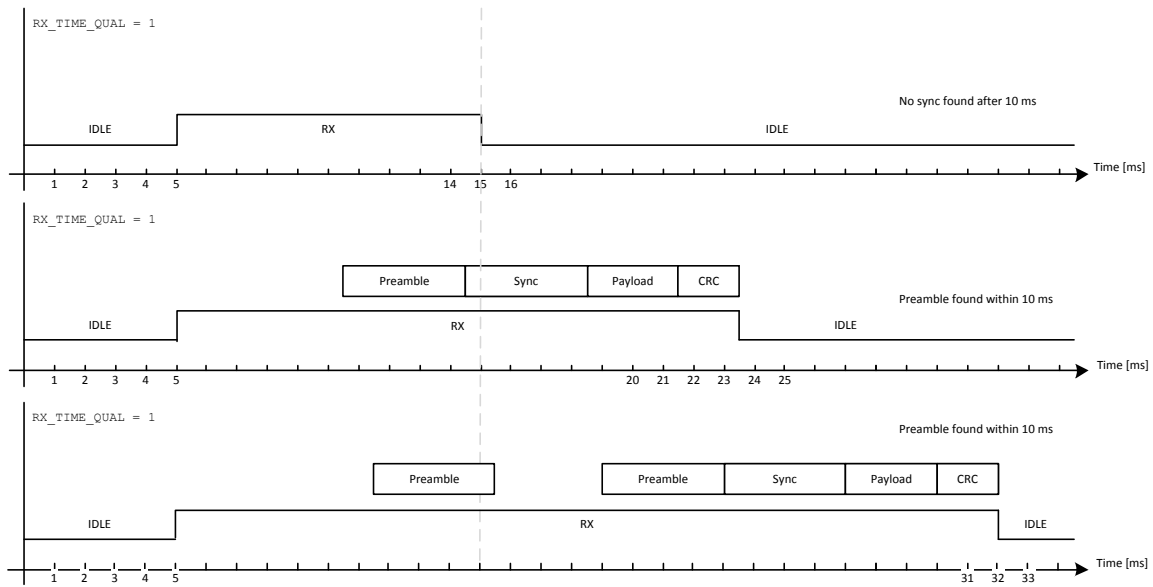 RX_TIME_QUAL = 1
No sync found after 10 ms
IDLE RX IDLE
Time [ms]
1 2 3 4 5 14 15 16
RX_TIME_QUAL = 1
Preamble Sync Payload CRC
Preamble found within 10 ms
IDLE RX IDLE
Time [ms]
1 2 3 4 5 20 21 22 23 24 25
RX_TIME_QUAL = 1
Preamble found within 10 ms
Preamble Preamble Sync Payload CRC
IDLE RX IDLE
Time [ms]
1 2 3 4 5 31 32 33